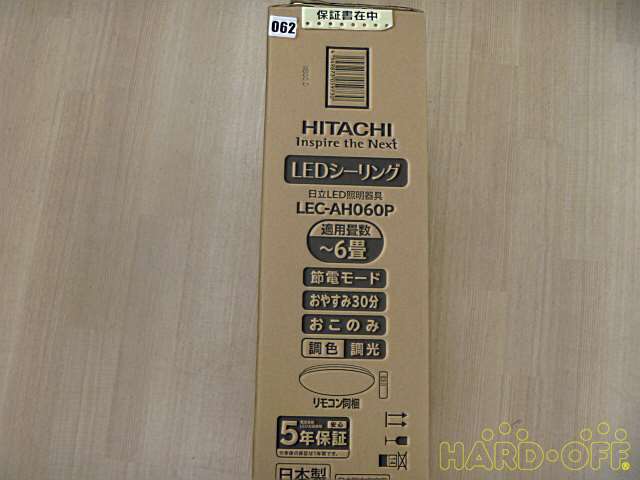 062
保証書在中
HITACHI
Inspire the Next
LEDシーリング
日立LED照明器具
LEC-AH060P
適用畳数
～6畳
節電モード
おやすみ30分
おこのみ
調色 調光
リモコン同梱
5年保証
安心
日本製
HARD-OFF